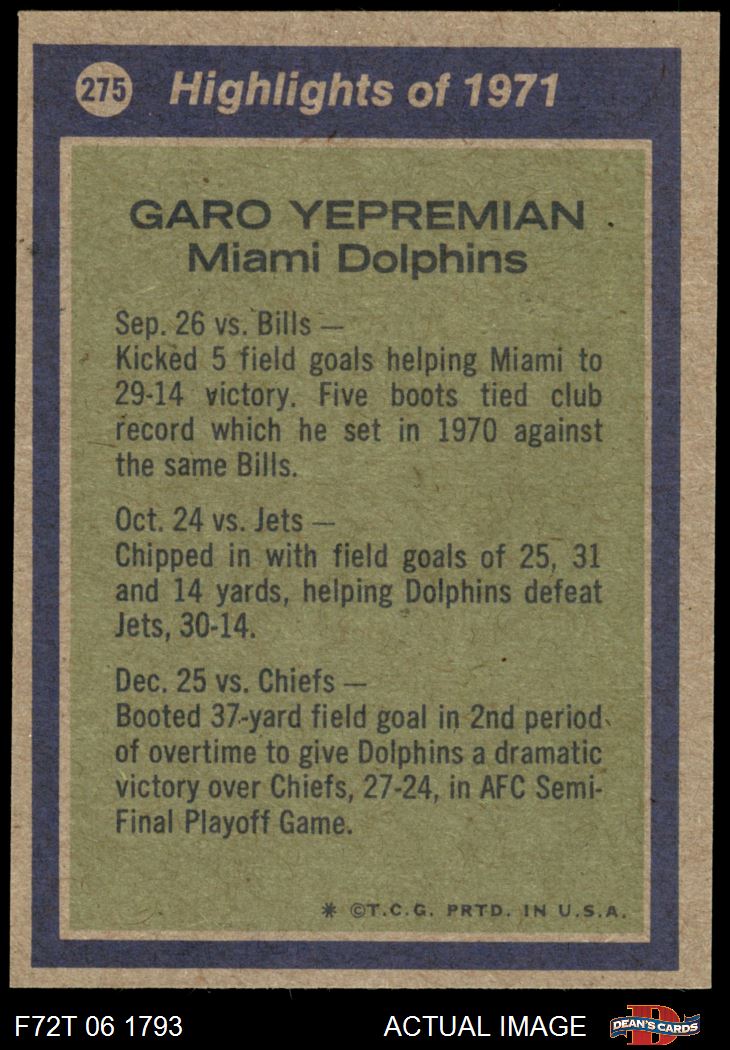 275 Highlights of 1971
GARO YEPREMIAN
Miami Dolphins
Sep. 26 vs. Bills —
Kicked 5 field goals helping Miami to
29-14 victory. Five boots tied club
record which he set in 1970 against
the same Bills.
Oct. 24 vs. Jets —
Chipped in with field goals of 25, 31
and 14 yards, helping Dolphins defeat
Jets, 30-14.
Dec. 25 vs. Chiefs —
Booted 37-yard field goal in 2nd period
of overtime to give Dolphins a dramatic
victory over Chiefs, 27-24, in AFC Semi-
Final Playoff Game.
* ©T.C.G. PRTD. IN U.S.A.
F72T 06 1793 ACTUAL IMAGE D DEAN'S CARDS